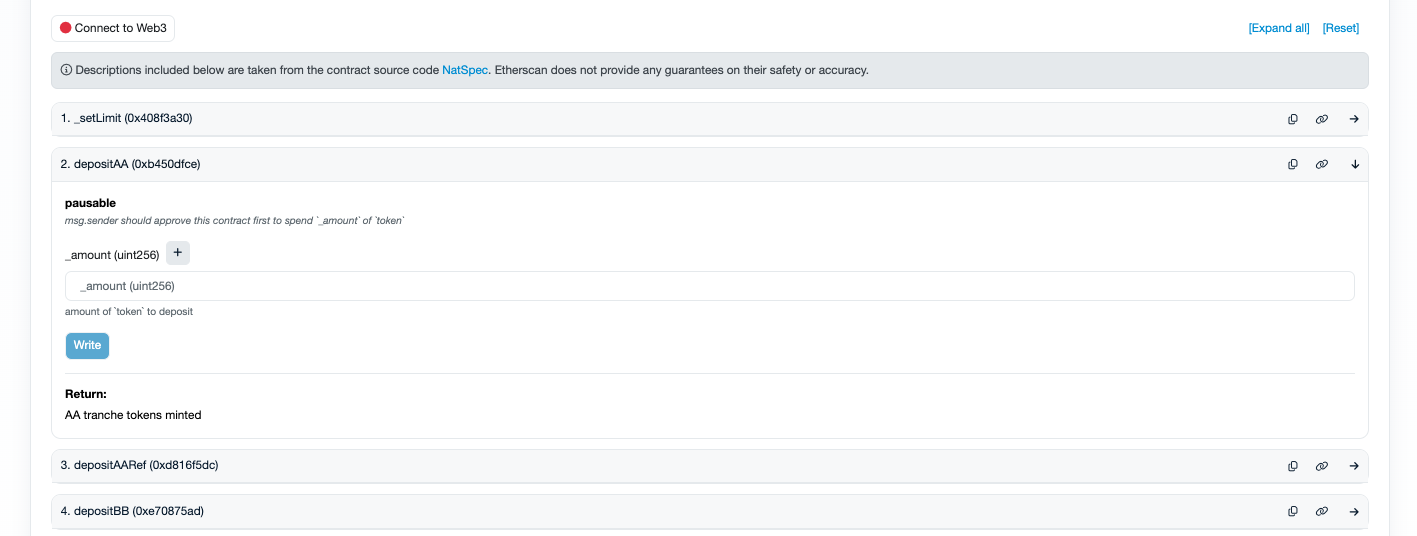 Connect to Web3
[Expand all] [Reset]
Descriptions included below are taken from the contract source code NatSpec. Etherscan does not provide any guarantees on their safety or accuracy.
1. _setLimit (0x408f3a30)
2. depositAA (0xb450dfce)
pausable
msg.sender should approve this contract first to spend `_amount` of `token`
_amount (uint256) +
_amount (uint256)
amount of `token` to deposit
Write
Return:
AA tranche tokens minted
3. depositAARef (0xd816f5dc)
4. depositBB (0xe70875ad)